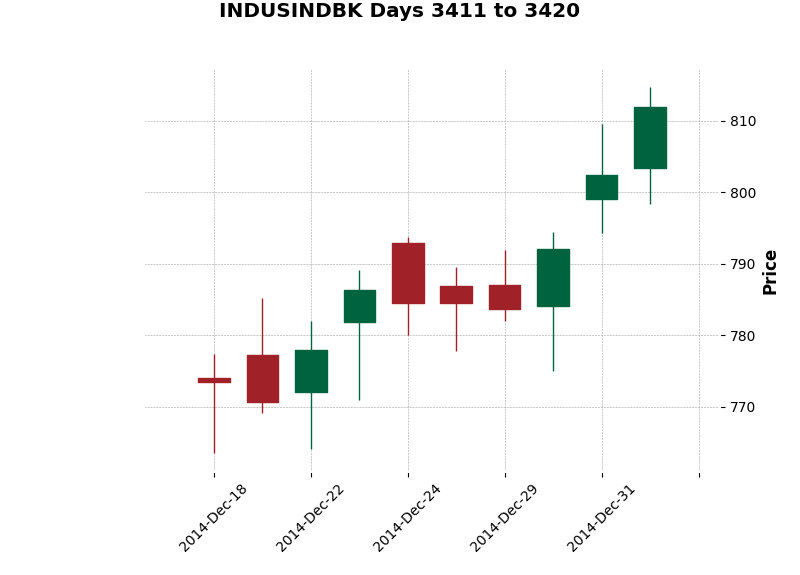 INDUSINDBK Days 3411 to 3420
810
800
790
780
770
Price
2014-Dec-18
2014-Dec-22
2014-Dec-24
2014-Dec-29
2014-Dec-31